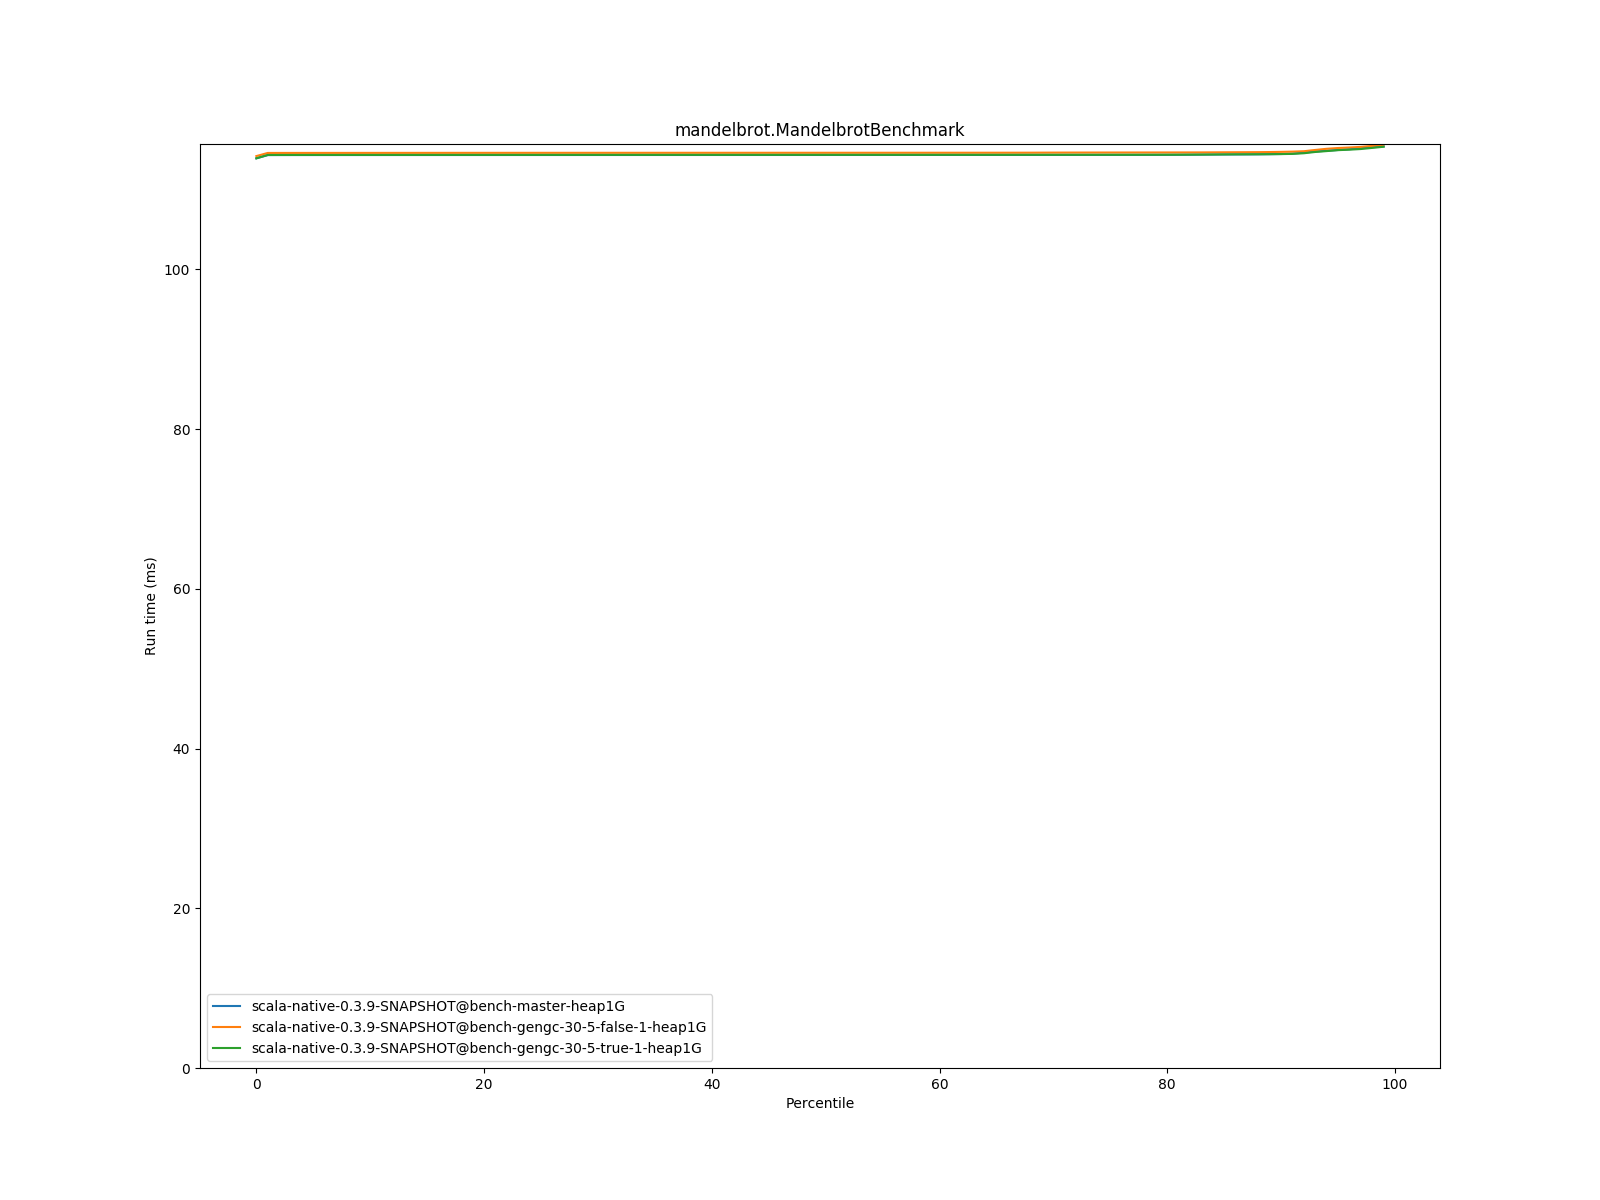 mandelbrot.MandelbrotBenchmark
100
80
60
40
20
0
Run time (ms)
scala-native-0.3.9-SNAPSHOT@bench-master-heap1G
scala-native-0.3.9-SNAPSHOT@bench-gengc-30-5-false-1-heap1G
scala-native-0.3.9-SNAPSHOT@bench-gengc-30-5-true-1-heap1G
0 20 40 60 80 100
Percentile